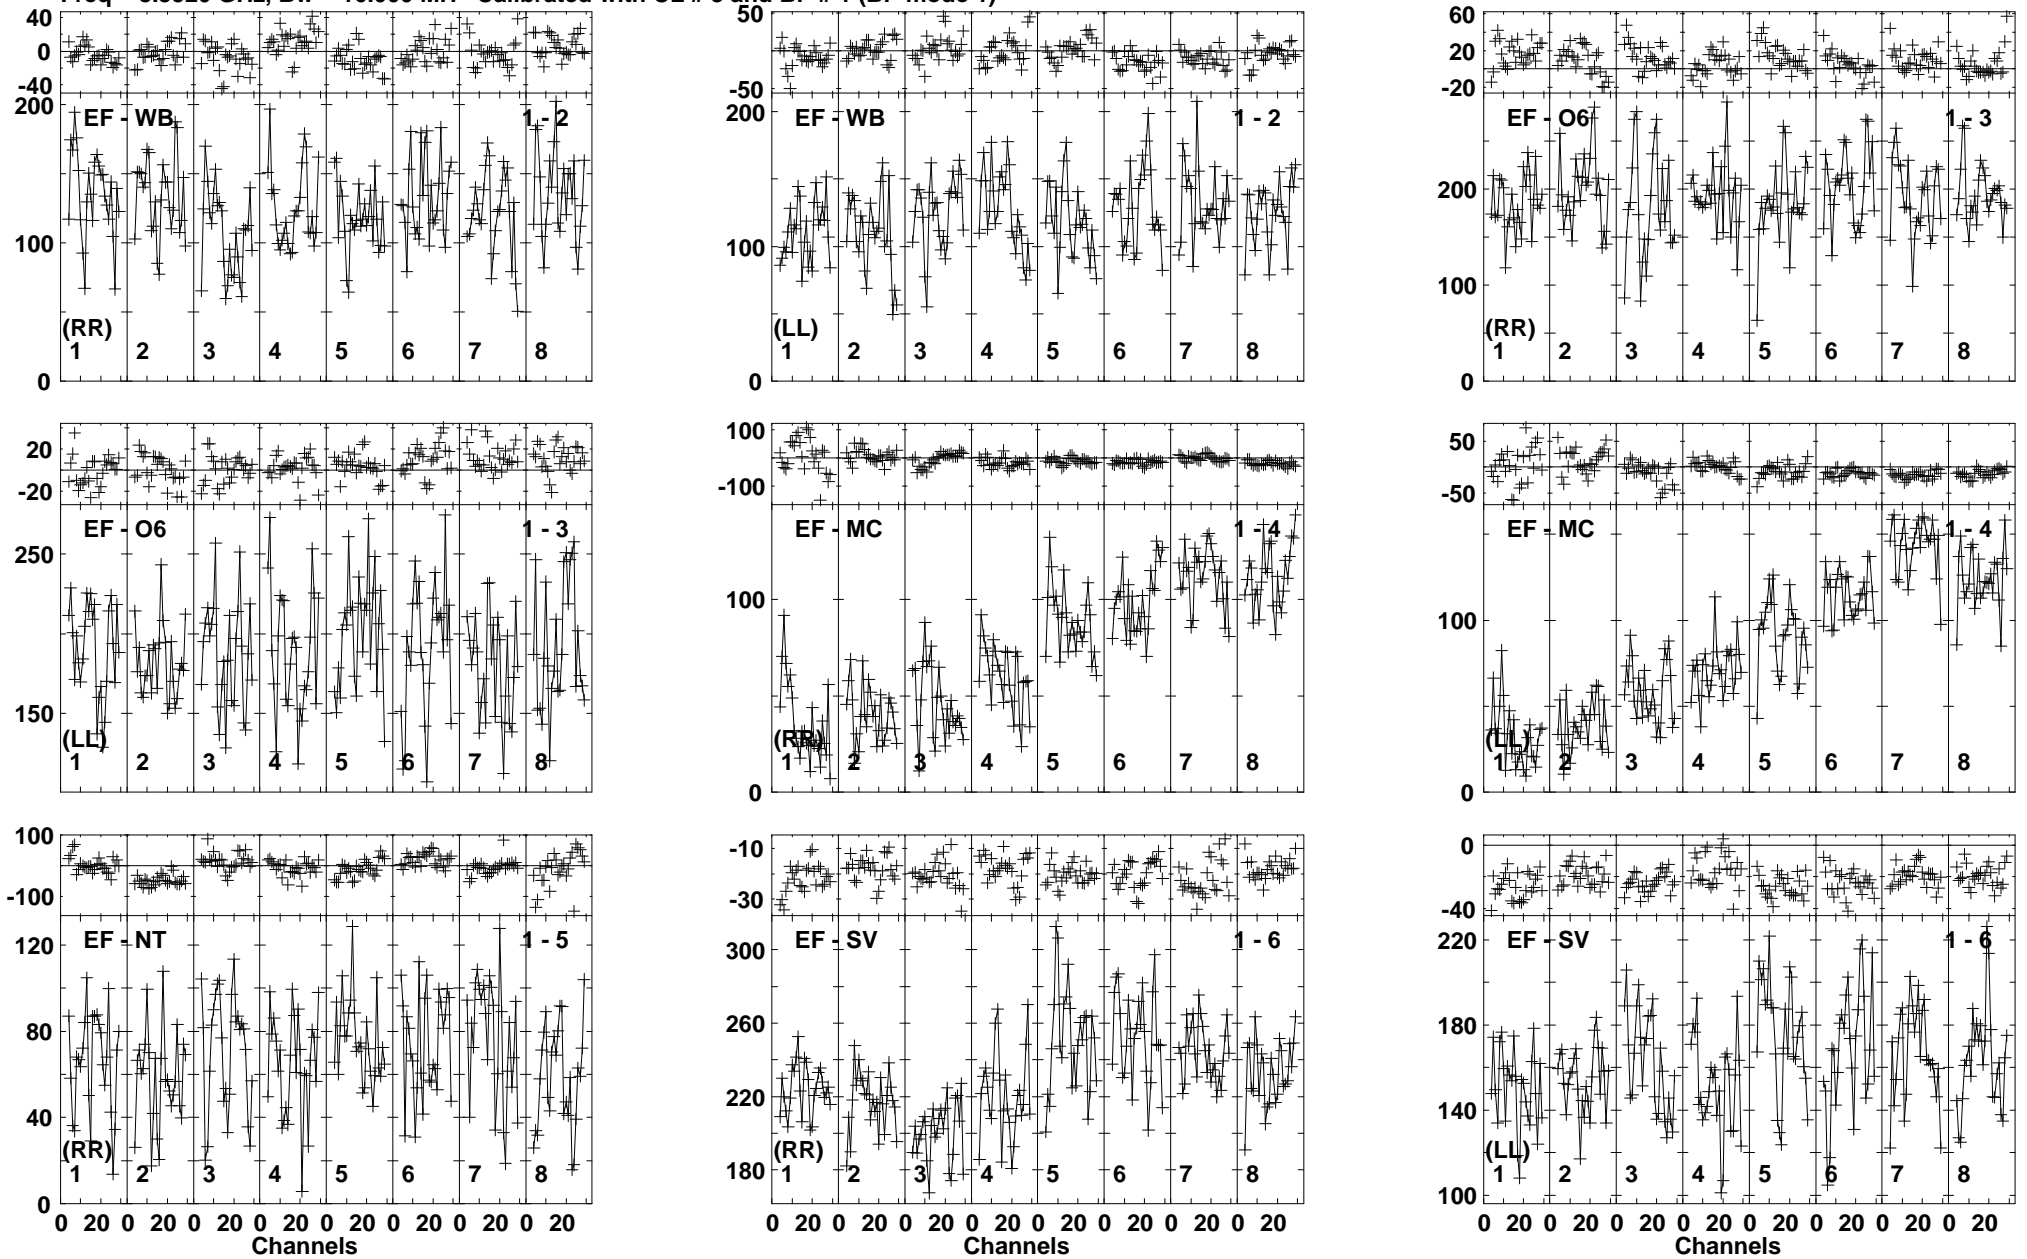 50
40 0 -40
200 100 0
EF - WB 1 - 2
(RR)
1 2 3 4 5 6 7 8
-50
200 100 0
EF - WB 1 - 2
(LL)
1 2 3 4 5 6 7 8
60 20 -20
200 100 0
EF - O6 1 - 3
(RR)
1 2 3 4 5 6 7 8
20 -20
250 150
EF - O6 1 - 3
(LL)
1 2 3 4 5 6 7 8
100 -100
100 0
EF - MC 1 - 4
(RR)
1 2 3 4 5 6 7 8
50 -50
100 0
EF - MC 1 - 4
(LL)
1 2 3 4 5 6 7 8
100 -100
120 80 40 0
EF - NT 1 - 5
(RR)
1 2 3 4 5 6 7 8
0 20 0 20 0 20 0 20 0 20 0 20 0 20 0 20
Channels
-10 -30
300 260 220 180
EF - SV 1 - 6
(RR)
1 2 3 4 5 6 7 8
0 20 0 20 0 20 0 20 0 20 0 20 0 20 0 20
Channels
0 -40
220 180 140 100
EF - SV 1 - 6
(LL)
1 2 3 4 5 6 7 8
0 20 0 20 0 20 0 20 0 20 0 20 0 20 0 20
Channels